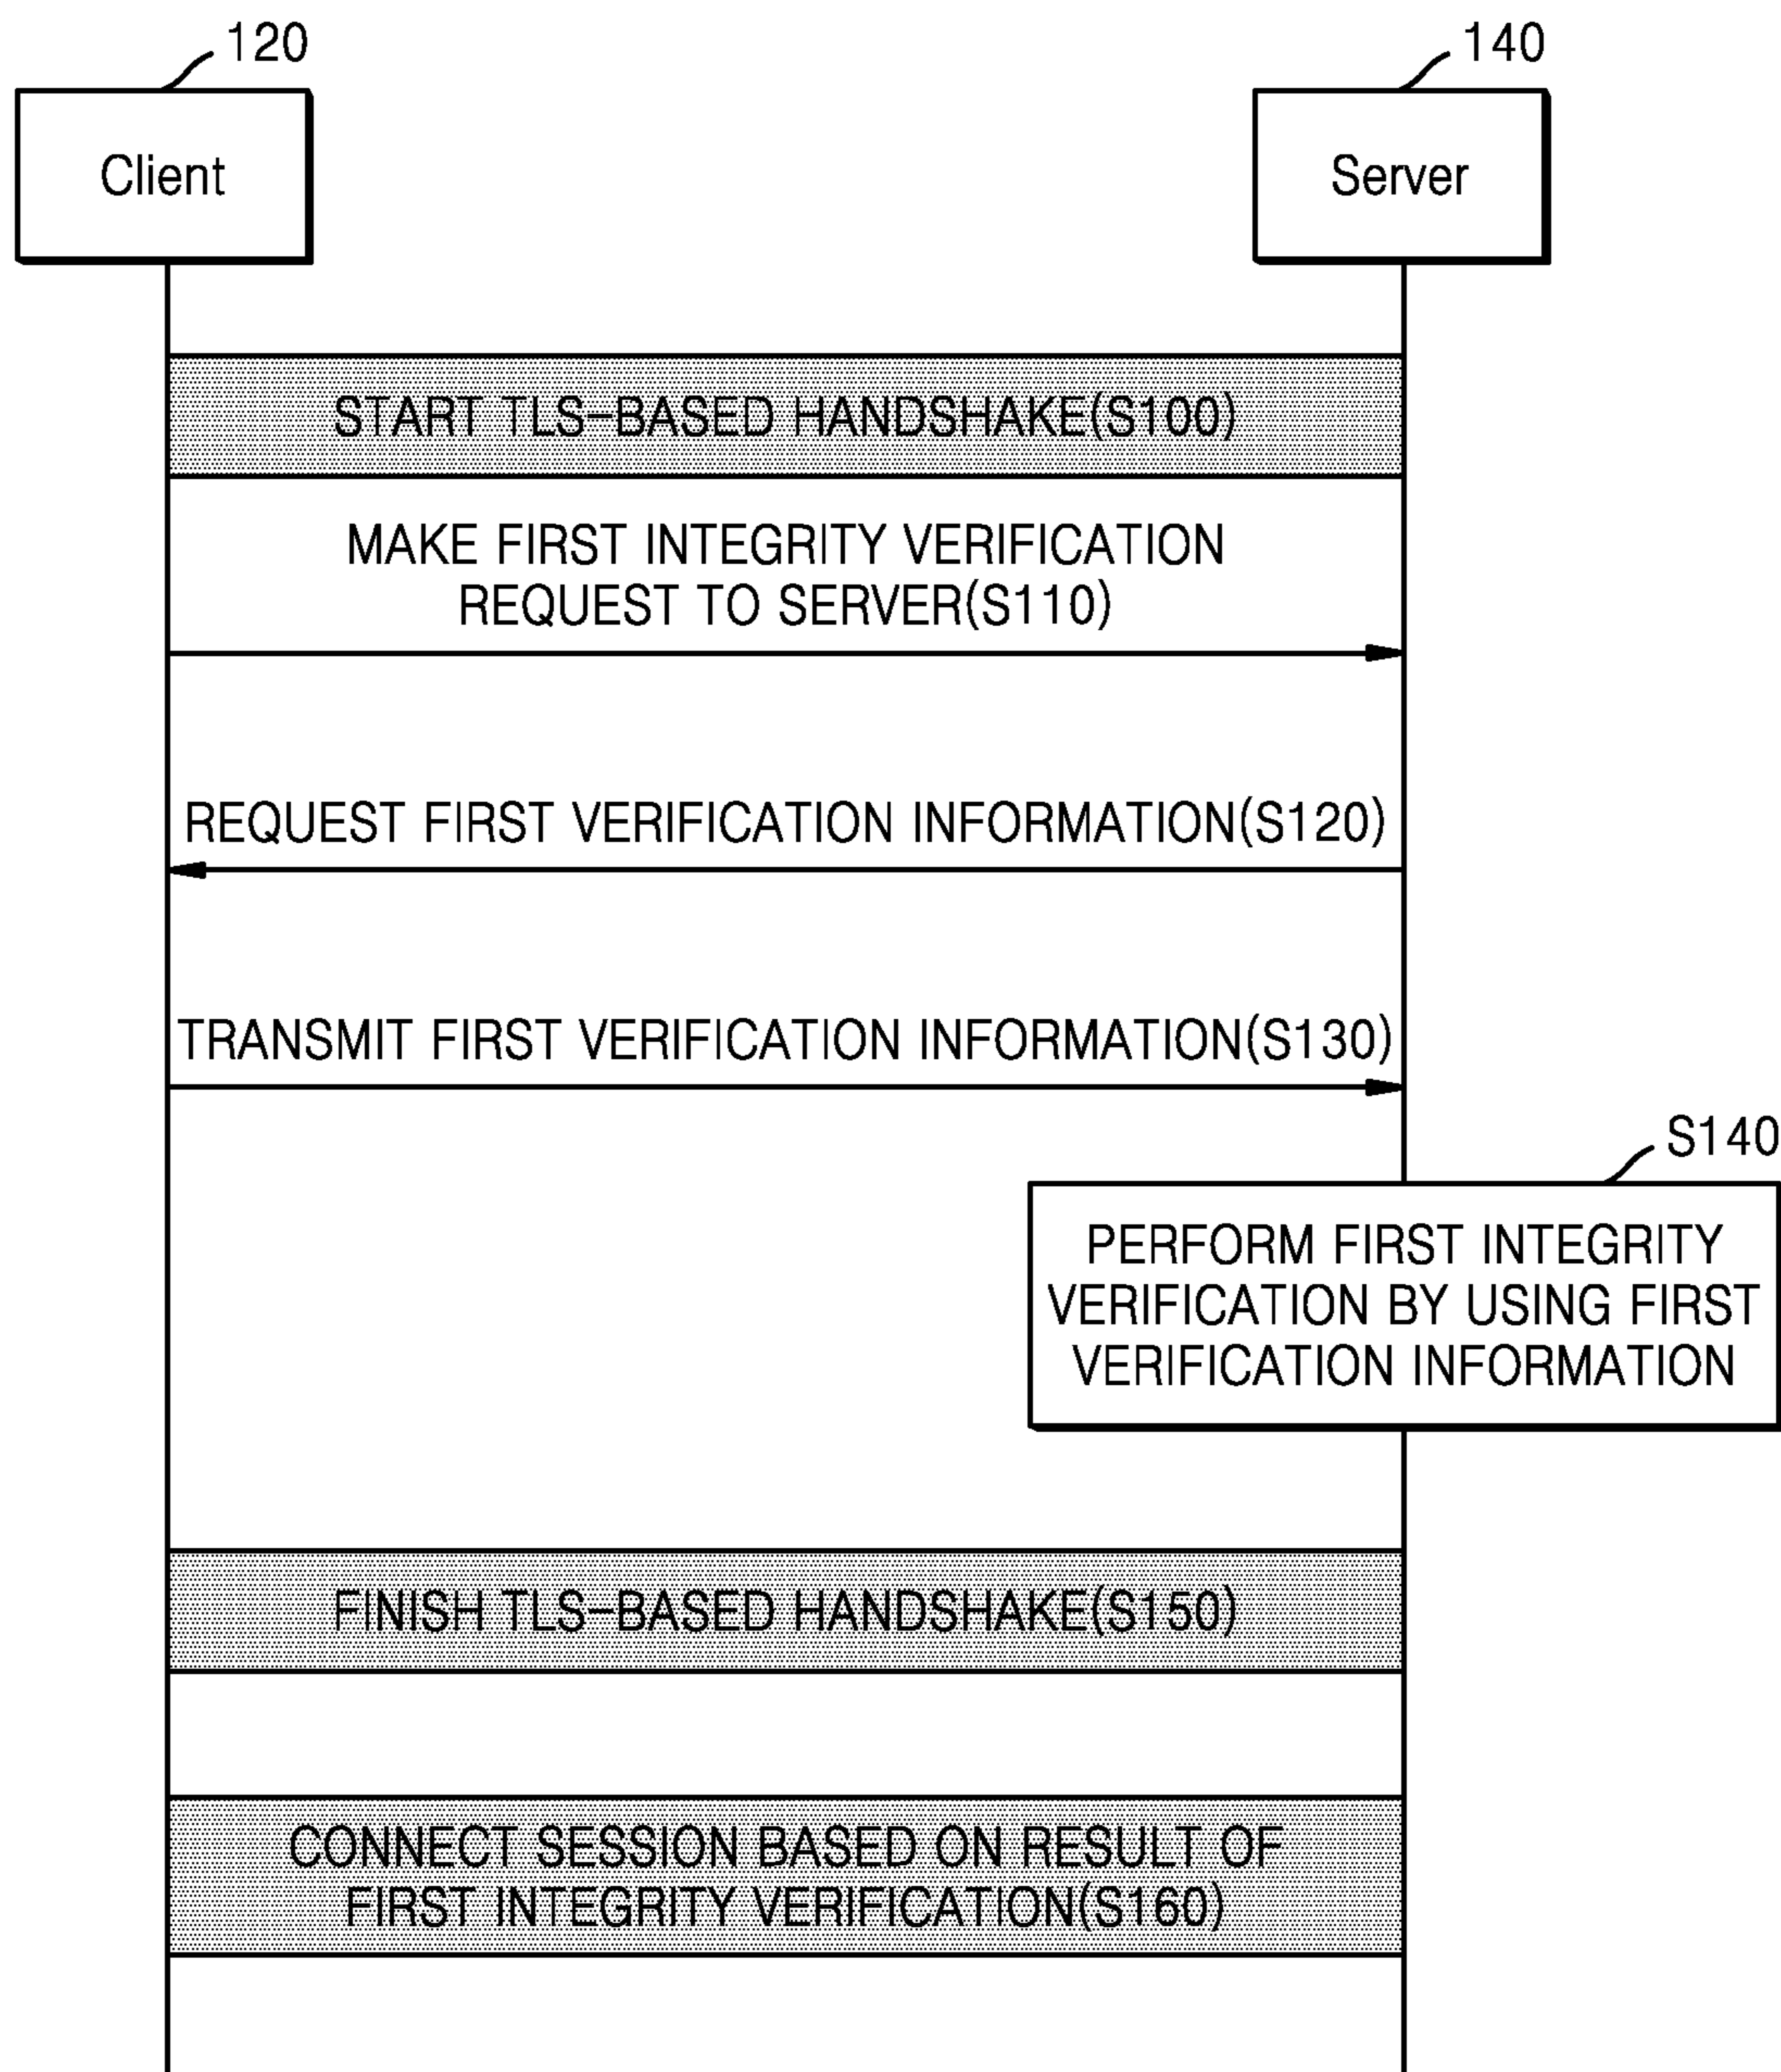 120
140
Client
Server
START TLS-BASED HANDSHAKE(S100)
MAKE FIRST INTEGRITY VERIFICATION
REQUEST TO SERVER(S110)
REQUEST FIRST VERIFICATION INFORMATION(S120)
TRANSMIT FIRST VERIFICATION INFORMATION(S130)
S140
PERFORM FIRST INTEGRITY
VERIFICATION BY USING FIRST
VERIFICATION INFORMATION
FINISH TLS-BASED HANDSHAKE(S150)
CONNECT SESSION BASED ON RESULT OF
FIRST INTEGRITY VERIFICATION(S160)